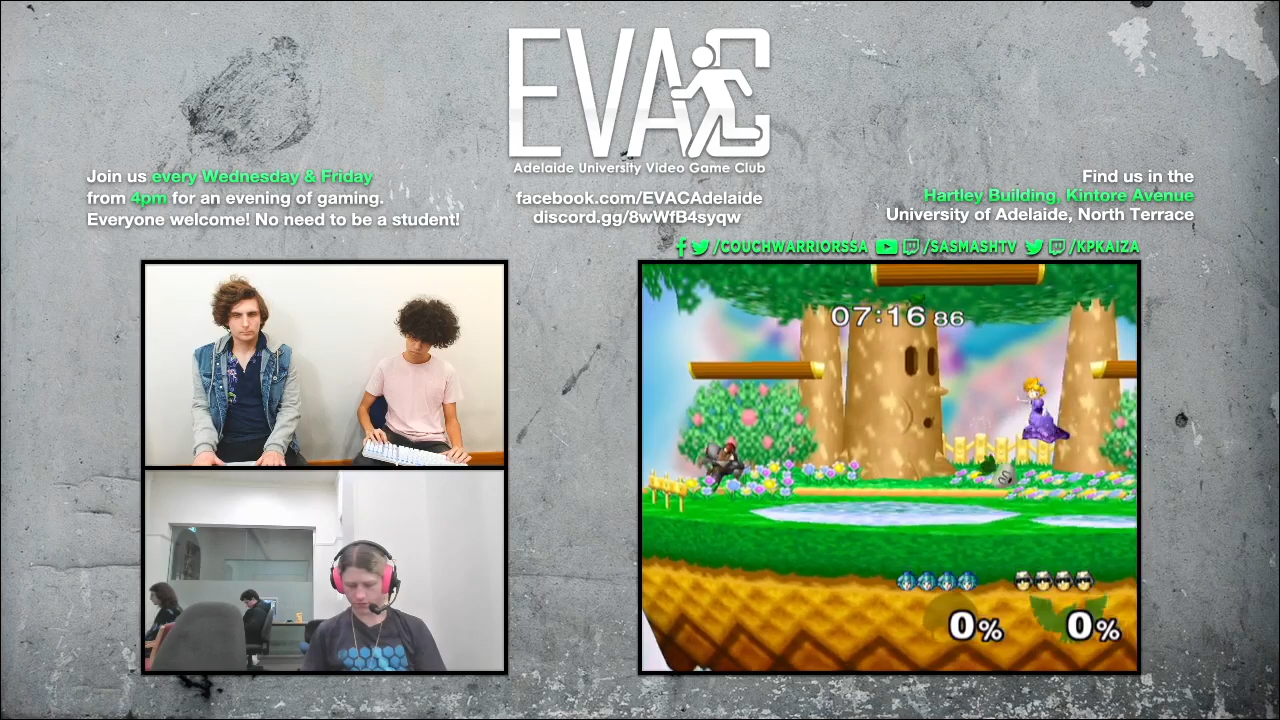 EVAC
Adelaide University Video Game Club
Join us every Wednesday & Friday
from 4pm for an evening of gaming.
Everyone welcome! No need to be a student!
facebook.com/EVACAdelaide
discord.gg/8wWfB4syqw
Find us in the
Hartley Building, Kintore Avenue
University of Adelaide, North Terrace
/COUCHWARRIORSSA /SASMASHTV /KPKAIZA
07:16 86
0% 0%